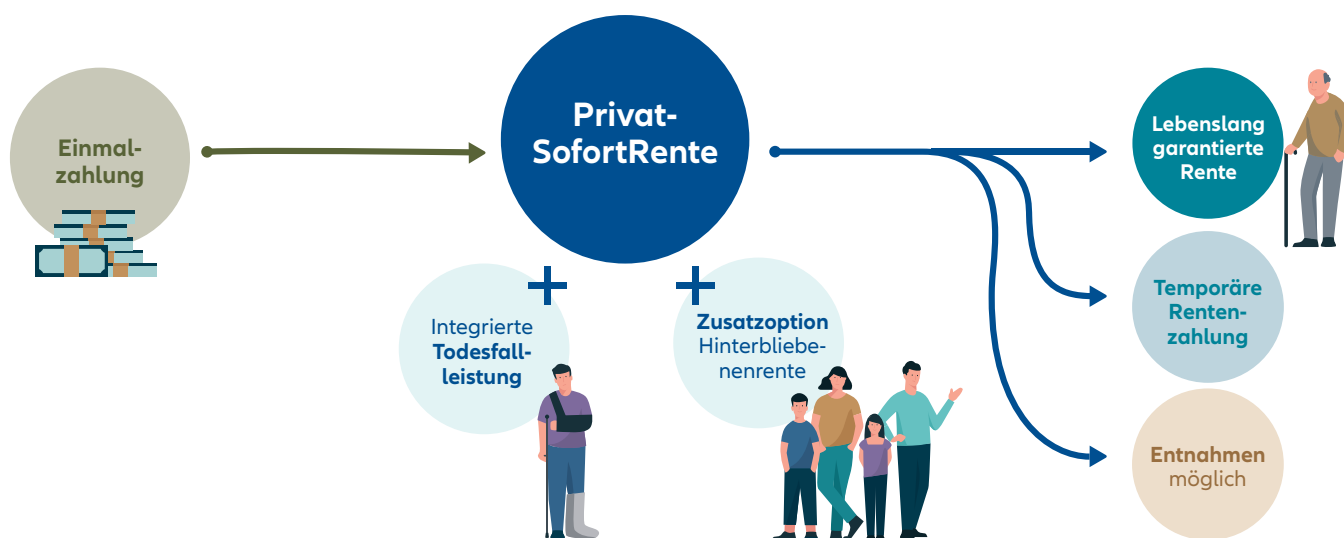 Einmal-
zahlung
Privat-
SofortRente
Integrierte
Todesfall-
leistung
Zusatzoption
Hinterbliebe-
nenrente
Lebenslang
garantierte
Rente
Temporäre
Renten-
zahlung
Entnahmen
möglich